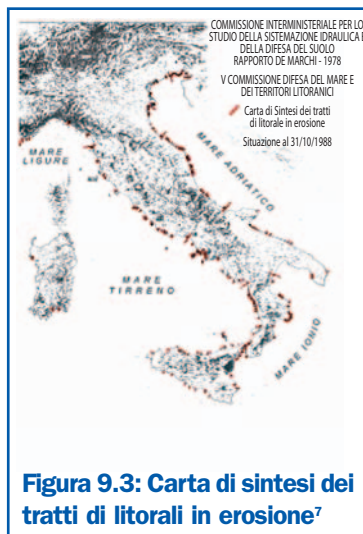 COMMISSIONE INTERMINISTERIALE PER LO
STUDIO DELLA SISTEMAZIONE IDRAULICA E
DELLA DIFESA DEL SUOLO
RAPPORTO DE MARCHI - 1978
V COMMISSIONE DIFESA DEL MARE E
DEI TERRITORI LITORANICI
Carta di Sintesi dei tratti
di litorale in erosione
Situazione al 31/10/1988
MARE
LIGURE
MARE ADRIATICO
MARE
TIRRENO
MARE IONIO
Figura 9.3: Carta di sintesi dei
tratti di litorali in erosione⁷